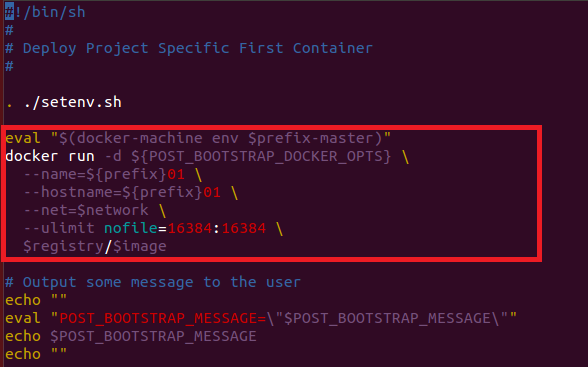 #!/bin/sh
#
# Deploy Project Specific First Container
#
. ./setenv.sh
eval "$(docker-machine env $prefix-master)"
docker run -d ${POST_BOOTSTRAP_DOCKER_OPTS} \
  --name=${prefix}01 \
  --hostname=${prefix}01 \
  --net=$network \
  --ulimit nofile=16384:16384 \
  $registry/$image
# Output some message to the user
echo ""
eval "POST_BOOTSTRAP_MESSAGE=\"$POST_BOOTSTRAP_MESSAGE\""
echo $POST_BOOTSTRAP_MESSAGE
echo ""